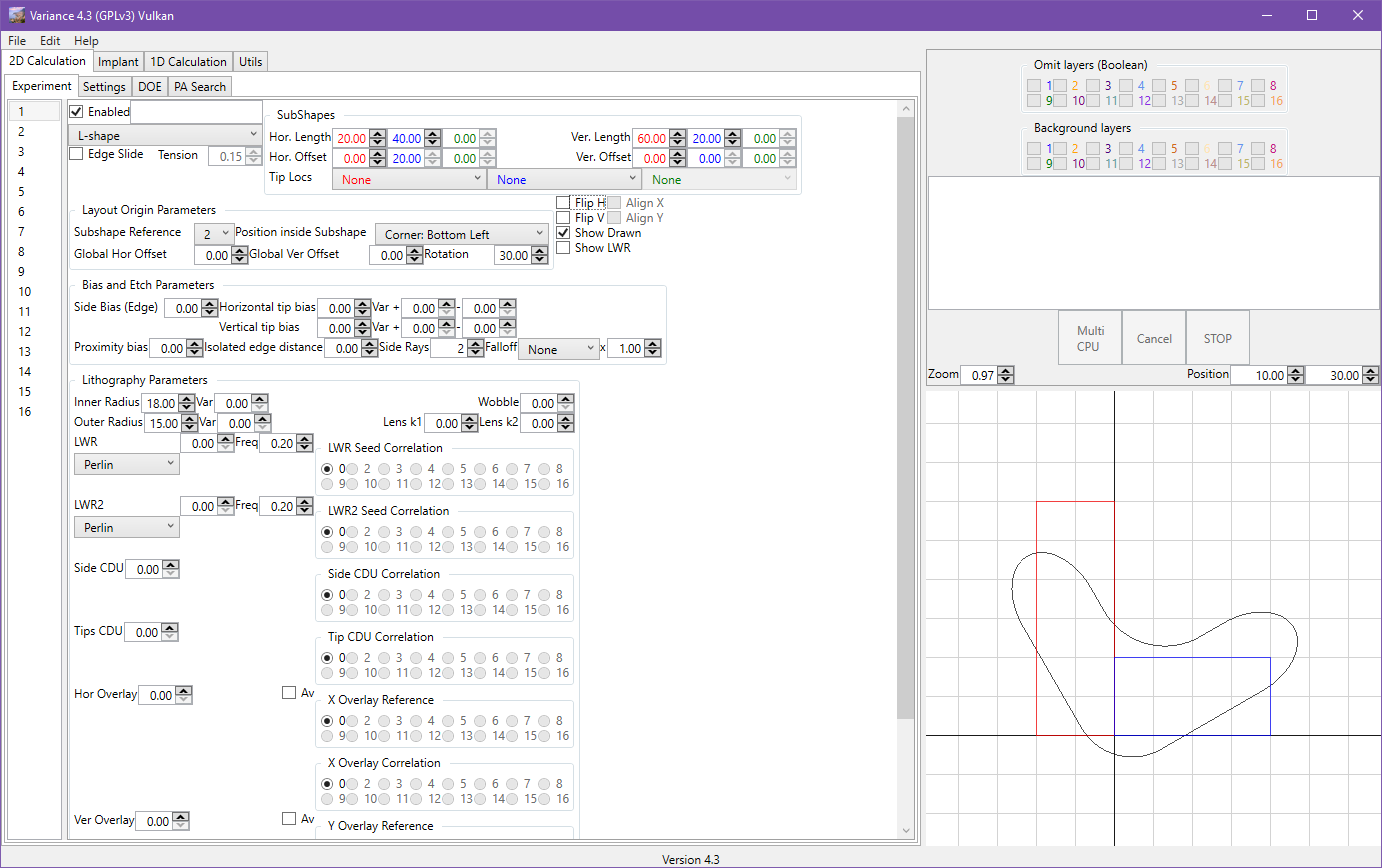 Variance 4.3 (GPLv3) Vulkan
File Edit Help
2D Calculation Implant 1D Calculation Utils
Experiment Settings DOE PA Search
1
2
3
4
5
6
7
8
9
10
11
12
13
14
15
16
Enabled
L-shape
Edge Slide Tension 0.15
SubShapes
Hor. Length 20.00 40.00 0.00 Ver. Length 60.00 20.00 0.00
Hor. Offset 0.00 20.00 0.00 Ver. Offset 0.00 0.00 0.00
Tip Locs None None None
Flip H Align X
Flip V Align Y
Show Drawn
Show LWR
Layout Origin Parameters
Subshape Reference 2 Position inside Subshape Corner: Bottom Left
Global Hor Offset 0.00 Global Ver Offset 0.00 Rotation 30.00
Bias and Etch Parameters
Side Bias (Edge) 0.00 Horizontal tip bias 0.00 Var + 0.00 - 0.00
Vertical tip bias 0.00 Var + 0.00 - 0.00
Proximity bias 0.00 Isolated edge distance 0.00 Side Rays 2 Falloff None x 1.00
Lithography Parameters
Inner Radius 18.00 Var 0.00 Wobble 0.00
Outer Radius 15.00 Var 0.00 Lens k1 0.00 Lens k2 0.00
LWR 0.00 Freq 0.20
Perlin
LWR Seed Correlation
0 2 3 4 5 6 7 8
9 10 11 12 13 14 15 16
LWR2 0.00 Freq 0.20
Perlin
LWR2 Seed Correlation
0 2 3 4 5 6 7 8
9 10 11 12 13 14 15 16
Side CDU 0.00
Side CDU Correlation
0 2 3 4 5 6 7 8
9 10 11 12 13 14 15 16
Tips CDU 0.00
Tip CDU Correlation
0 2 3 4 5 6 7 8
9 10 11 12 13 14 15 16
Hor Overlay 0.00 Av
X Overlay Reference
0 2 3 4 5 6 7 8
9 10 11 12 13 14 15 16
X Overlay Correlation
0 2 3 4 5 6 7 8
9 10 11 12 13 14 15 16
Ver Overlay 0.00 Av
Y Overlay Reference
Omit layers (Boolean)
1 2 3 4 5 6 7 8
9 10 11 12 13 14 15 16
Background layers
1 2 3 4 5 6 7 8
9 10 11 12 13 14 15 16
Multi
CPU
Cancel
STOP
Zoom 0.97 Position 10.00 30.00
Version 4.3